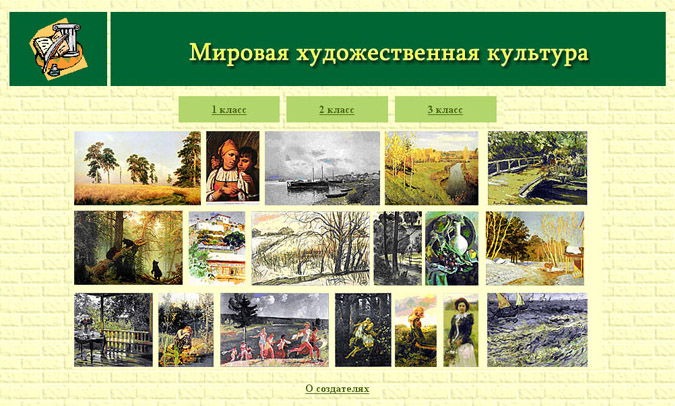 Мировая художественная культура
1 класс
2 класс
3 класс
О создателях